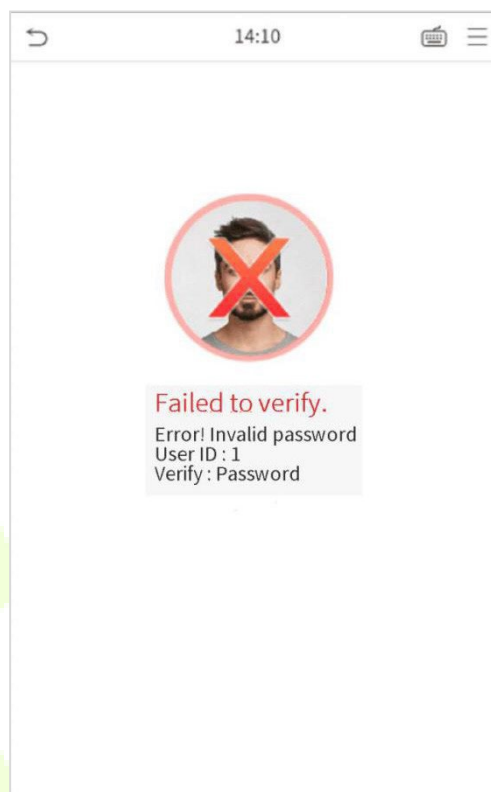 14:10
Failed to verify.
Error! Invalid password
User ID : 1
Verify : Password